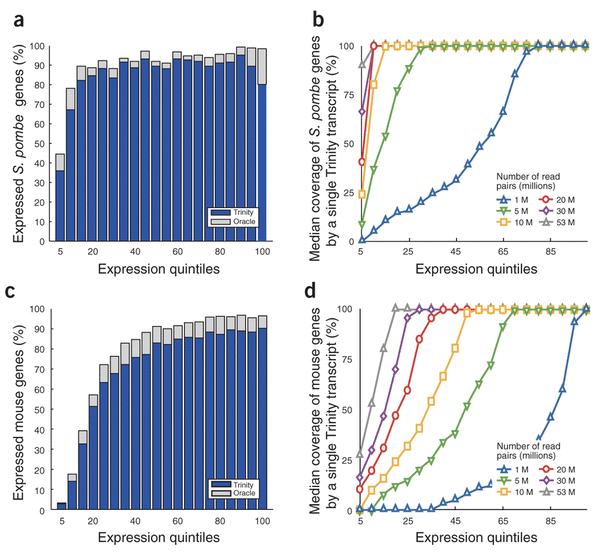 a
Expressed S. pombe genes (%)
100
90
80
70
60
50
40
30
20
10
0
Trinity
Oracle
5
20
40
60
80
100
Expression quintiles
b
Median coverage of S. pombe genes
by a single Trinity transcript (%)
100
75
50
25
0
Number of read
pairs (millions)
1 M
20 M
5 M
30 M
10 M
53 M
5
25
45
65
85
Expression quintiles
c
Expressed mouse genes (%)
100
90
80
70
60
50
40
30
20
10
0
Trinity
Oracle
5
20
40
60
80
100
Expression quintiles
d
Median coverage of mouse genes
by a single Trinity transcript (%)
100
75
50
25
0
Number of read
pairs (millions)
1 M
20 M
5 M
30 M
10 M
53 M
5
25
45
65
85
Expression quintiles